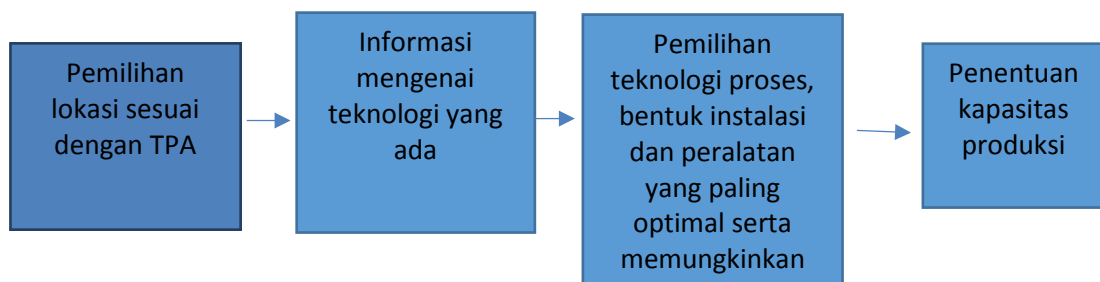 Pemilihan
lokasi sesuai
dengan TPA
Informasi
mengenai
teknologi yang
ada
Pemilihan
teknologi proses,
bentuk instalasi
dan peralatan
yang paling
optimal serta
memungkinkan
Penentuan
kapasitas
produksi